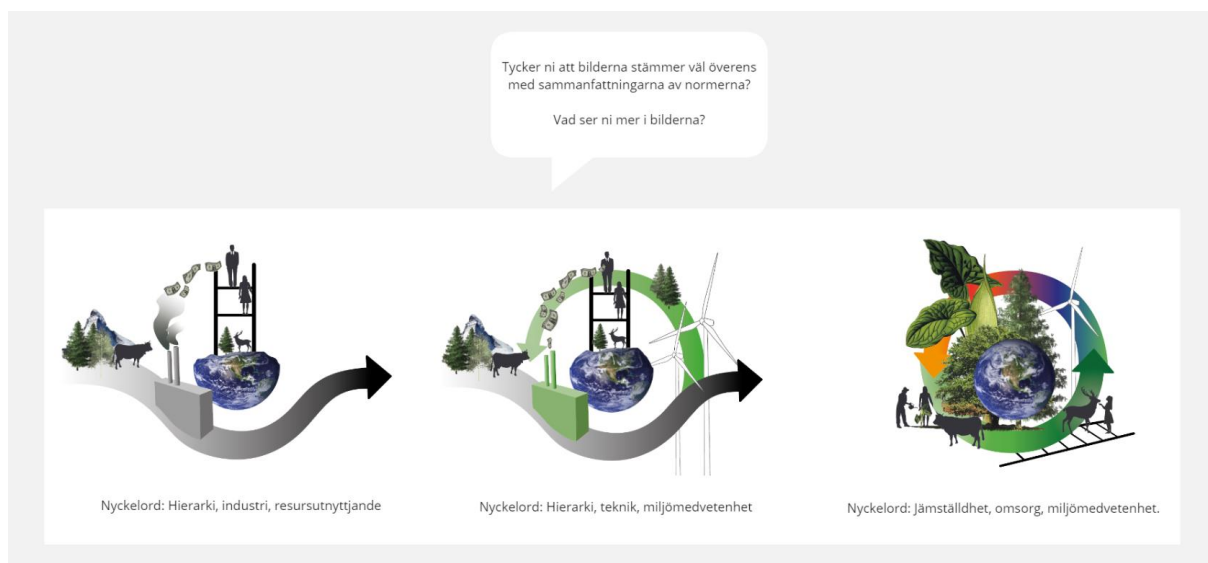 Tycker ni att bilderna stämmer väl överens
med sammanfattningarna av normerna?
Vad ser ni mer i bilderna?
Nyckelord: Hierarki, industri, resursutnyttjande
Nyckelord: Hierarki, teknik, miljömedvetenhet
Nyckelord: Jämställdhet, omsorg, miljömedvetenhet.